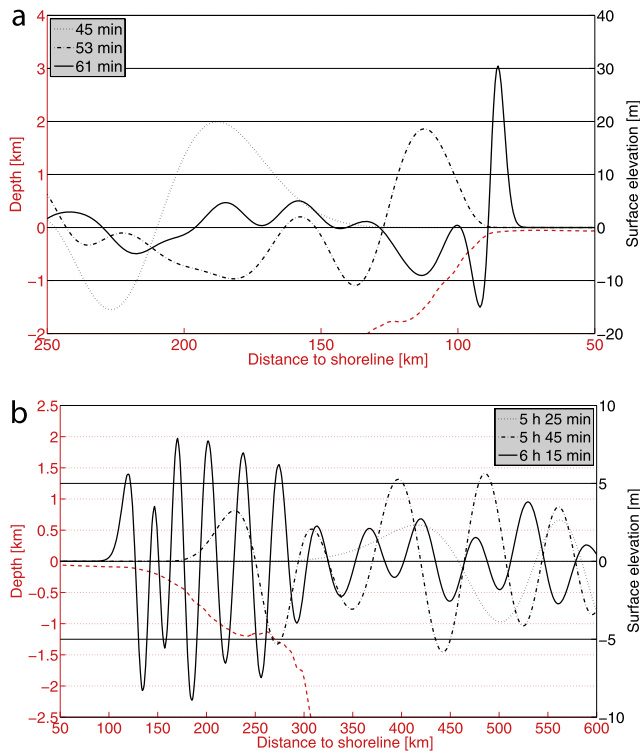 a
45 min
53 min
61 min
4
3
2
1
0
−1
−2
Depth [km]
40
30
20
10
0
−10
−20
Surface elevation [m]
250 200 150 100 50
Distance to shoreline [km]
b
5 h 25 min
5 h 45 min
6 h 15 min
2.5
2
1.5
1
0.5
0
−0.5
−1
−1.5
−2
−2.5
Depth [km]
10
5
0
−5
−10
Surface elevation [m]
50 100 150 200 250 300 350 400 450 500 550 600
Distance to shoreline [km]